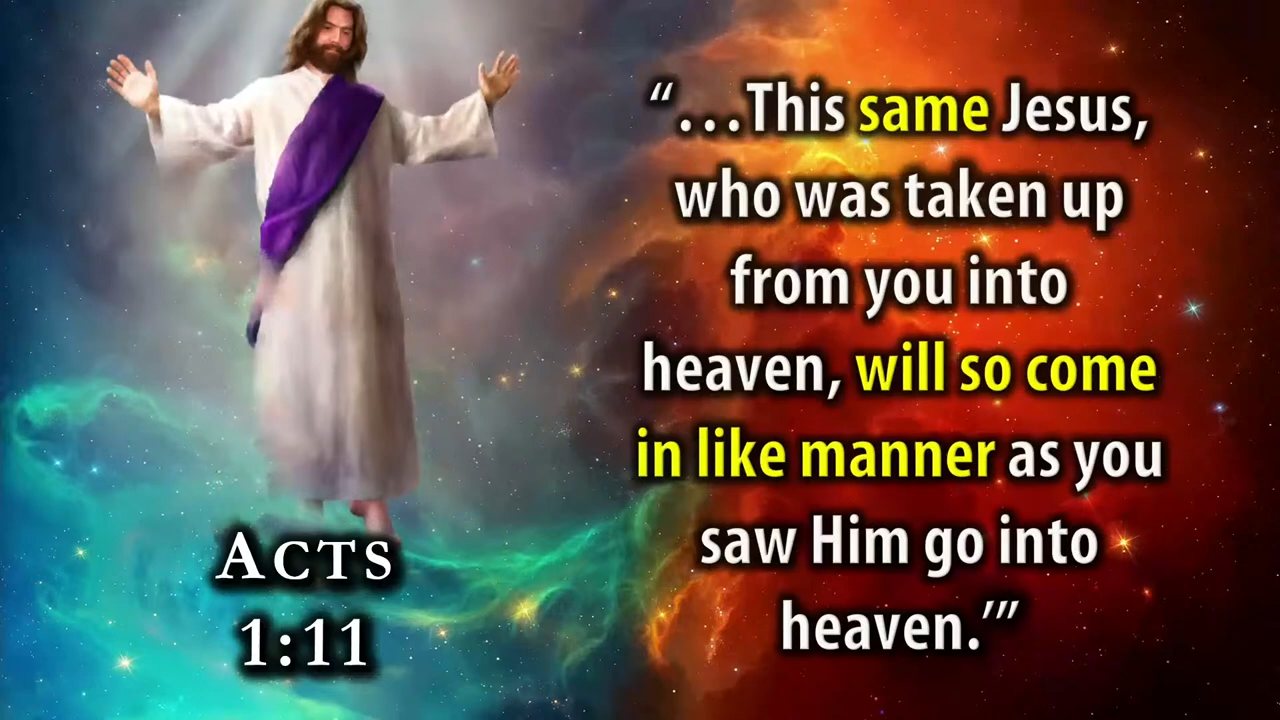 “…This same Jesus,
who was taken up
from you into
heaven, will so come
in like manner as you
saw Him go into
heaven.’”
ACTS
1:11